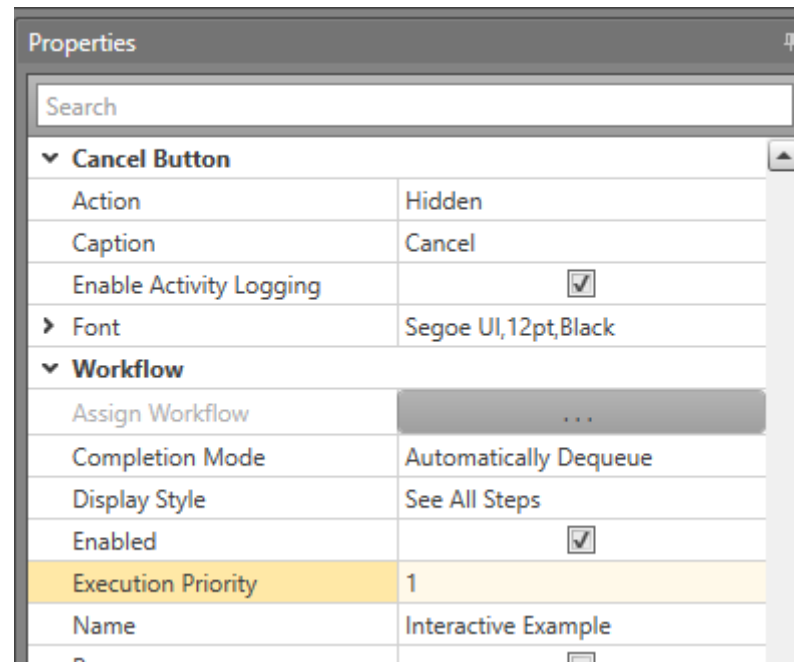 Properties
Search
Cancel Button
Action Hidden
Caption Cancel
Enable Activity Logging
Font Segoe UI,12pt,Black
Workflow
Assign Workflow ...
Completion Mode Automatically Dequeue
Display Style See All Steps
Enabled
Execution Priority 1
Name Interactive Example